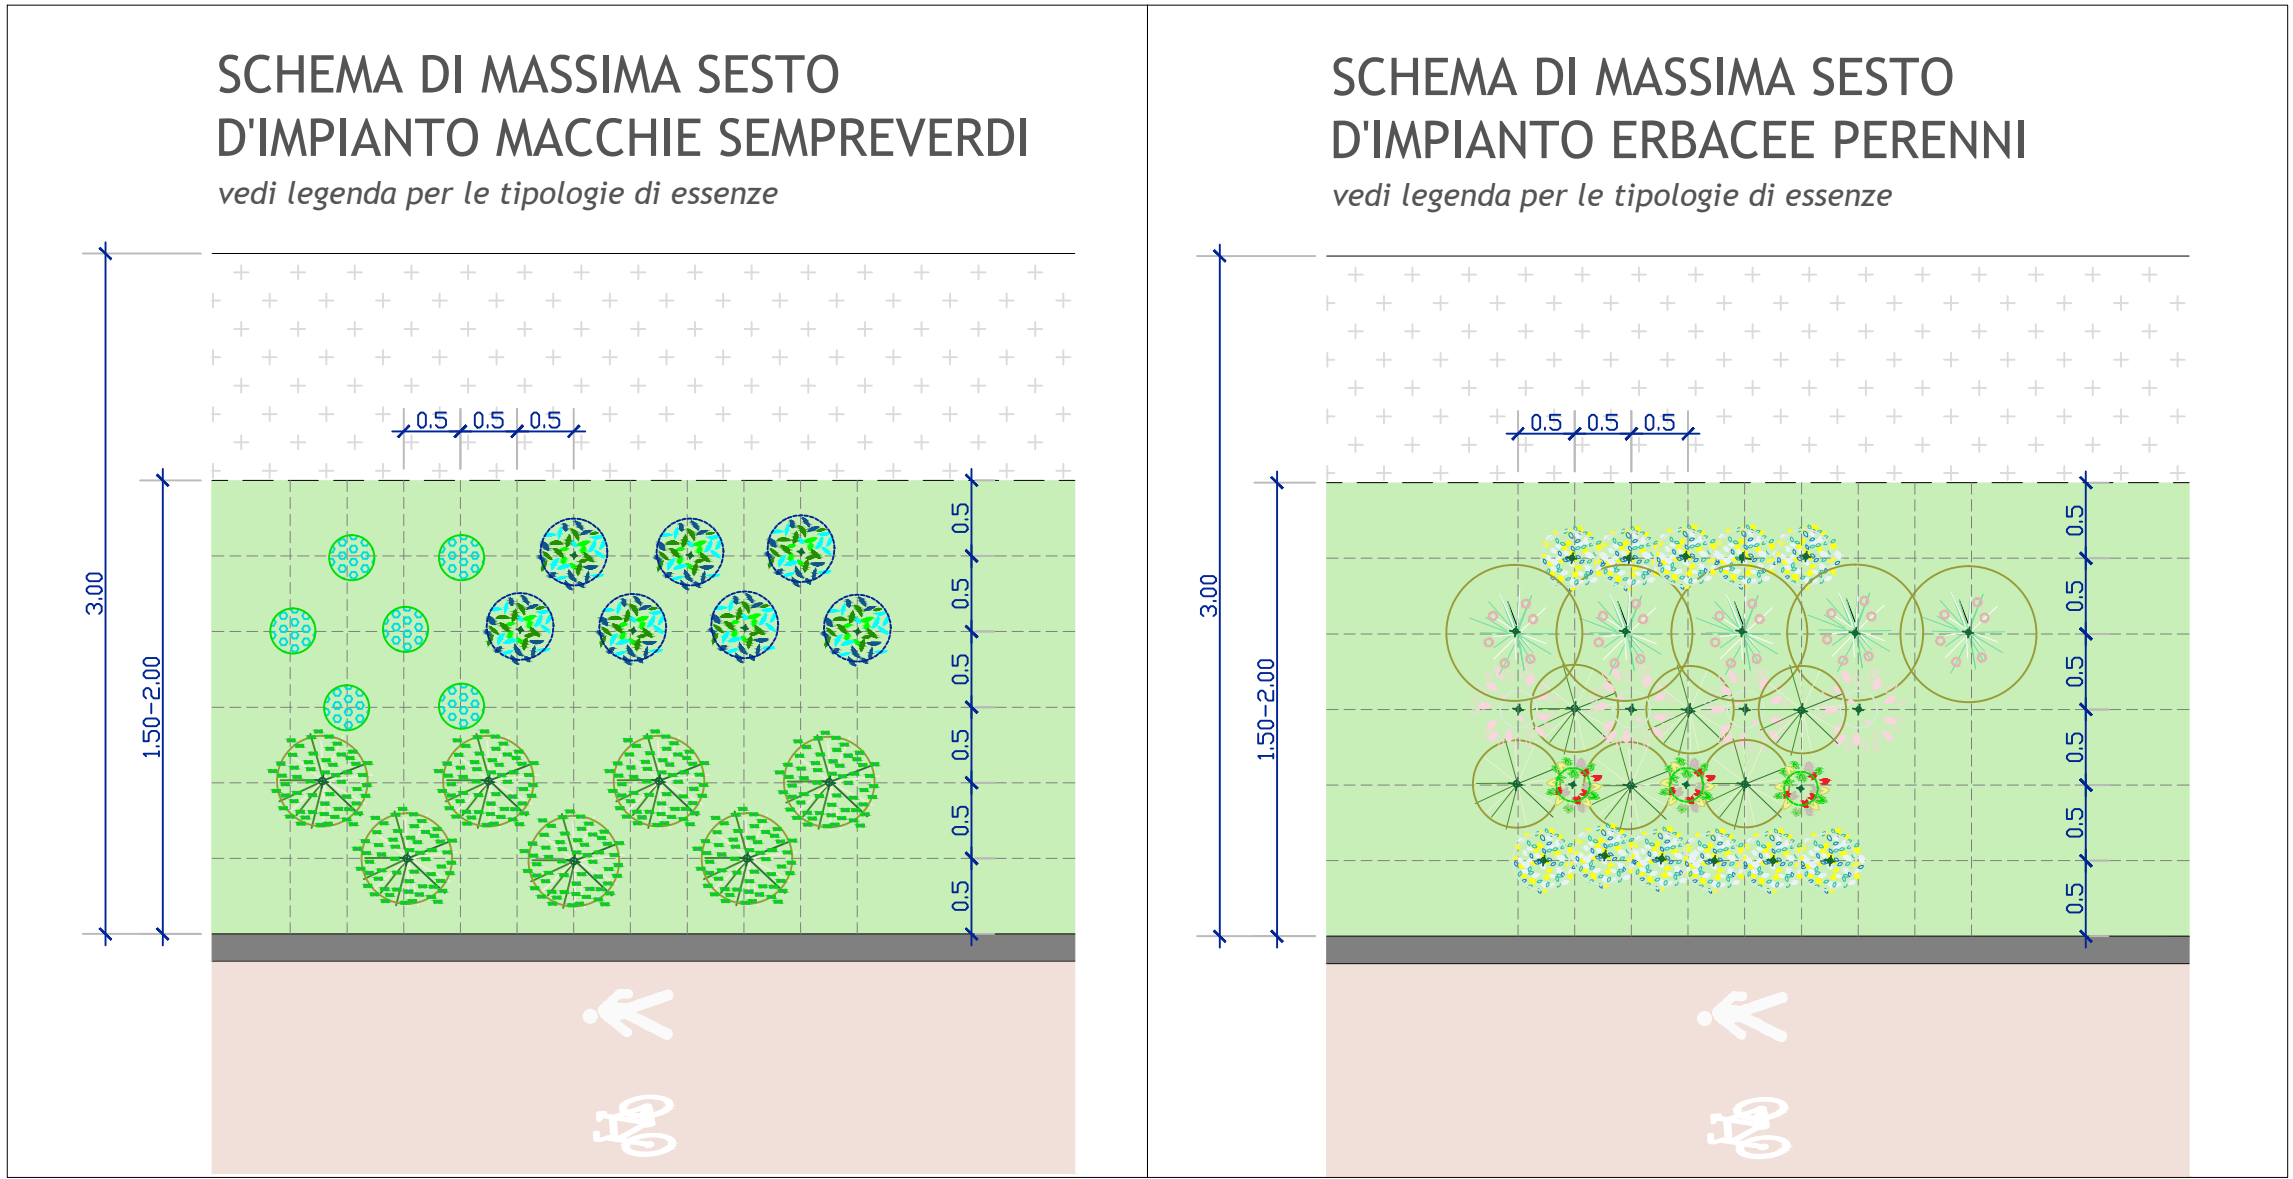 SCHEMA DI MASSIMA SESTO
D'IMPIANTO MACCHIE SEMPREVERDI
vedi legenda per le tipologie di essenze
0.5 0.5 0.5
3.00
1.50-2.00
0.5
0.5
0.5
0.5
0.5
0.5
SCHEMA DI MASSIMA SESTO
D'IMPIANTO ERBACEE PERENNI
vedi legenda per le tipologie di essenze
0.5 0.5 0.5
3.00
1.50-2.00
0.5
0.5
0.5
0.5
0.5
0.5